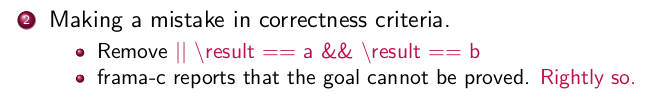 2 Making a mistake in correctness criteria.
Remove || \result == a && \result == b
frama-c reports that the goal cannot be proved. Rightly so.